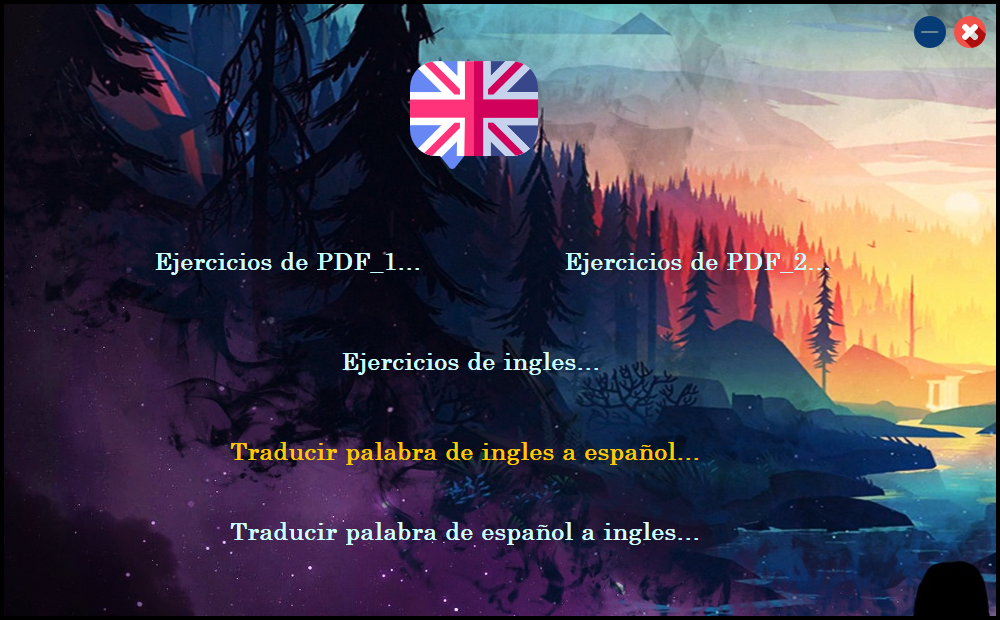 Ejercicios de PDF_1...
Ejercicios de PDF_2...
Ejercicios de ingles...
Traducir palabra de ingles a español...
Traducir palabra de español a ingles...